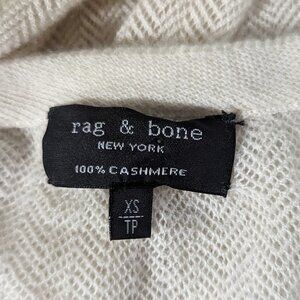 rag & bone
NEW YORK
100% CASHMERE
XS
TP